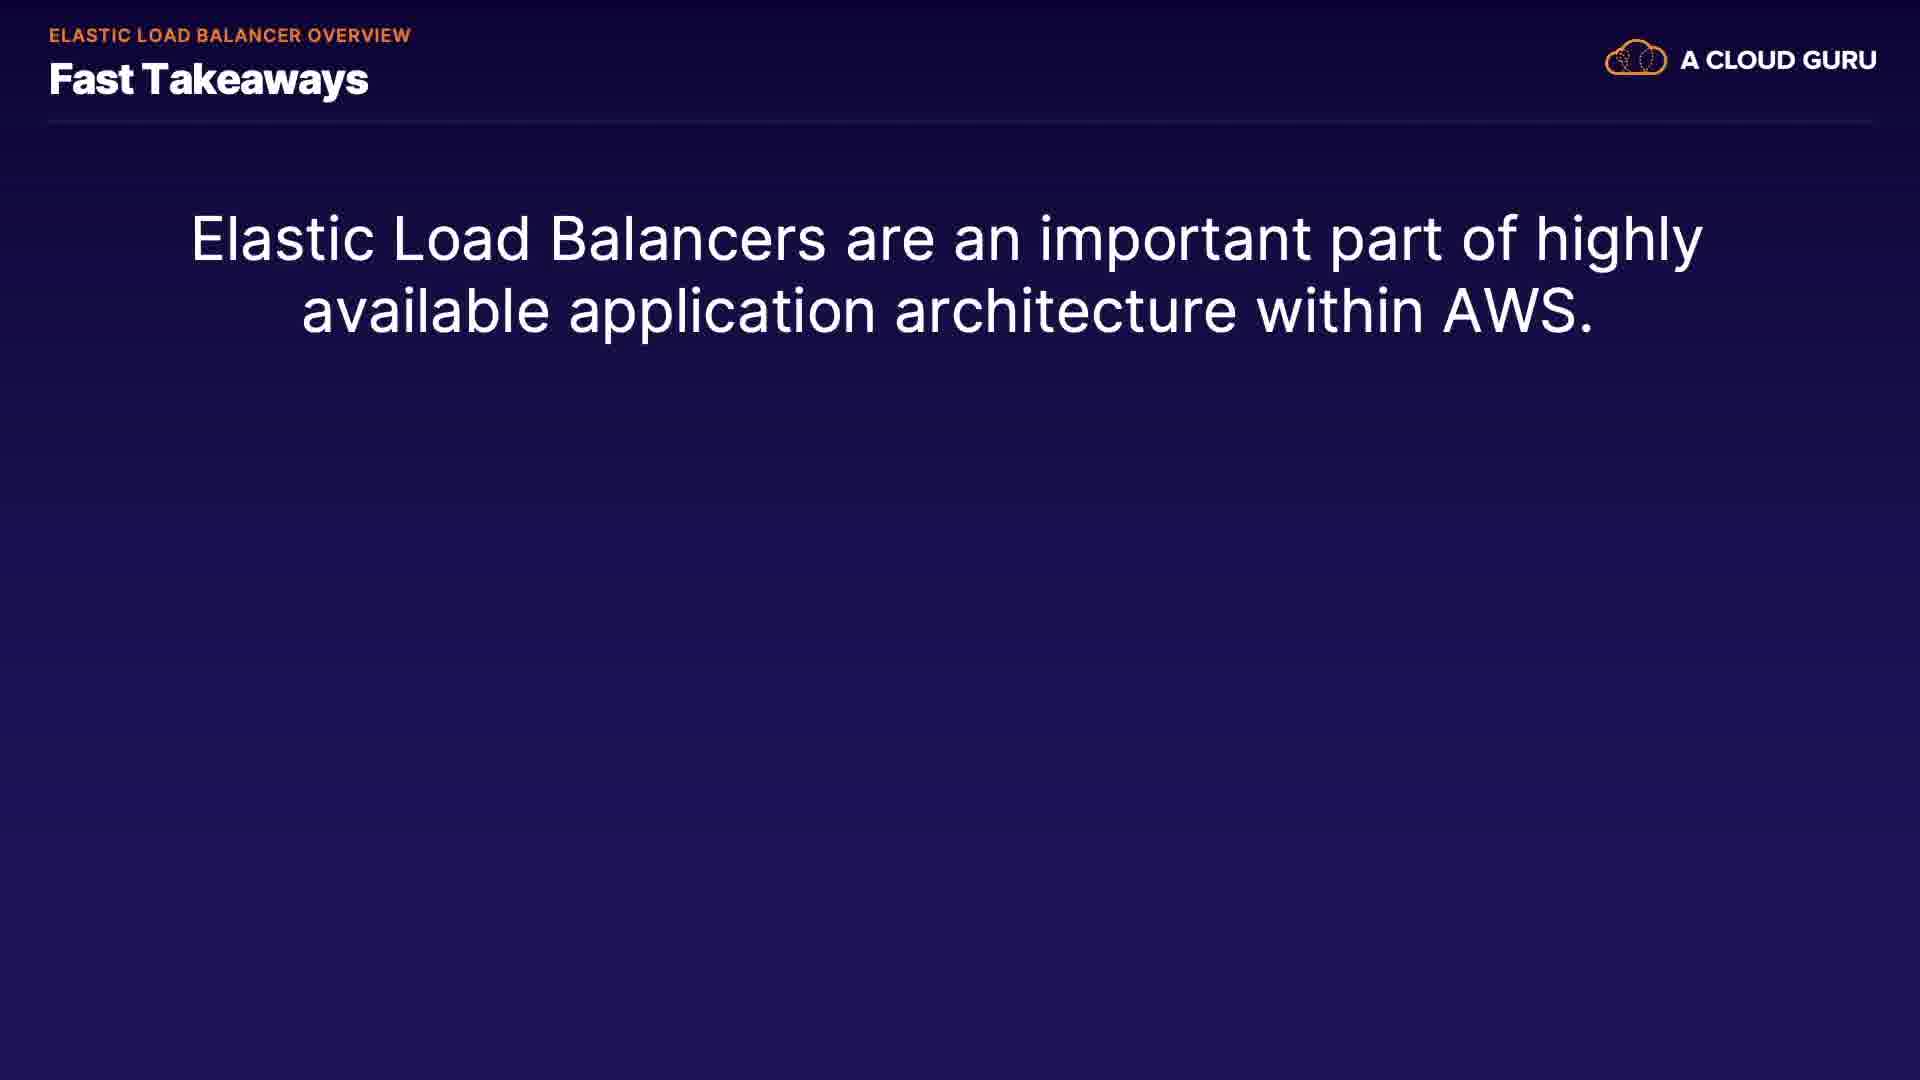 ELASTIC LOAD BALANCER OVERVIEW
Fast Takeaways
A CLOUD GURU
Elastic Load Balancers are an important part of highly
available application architecture within AWS.